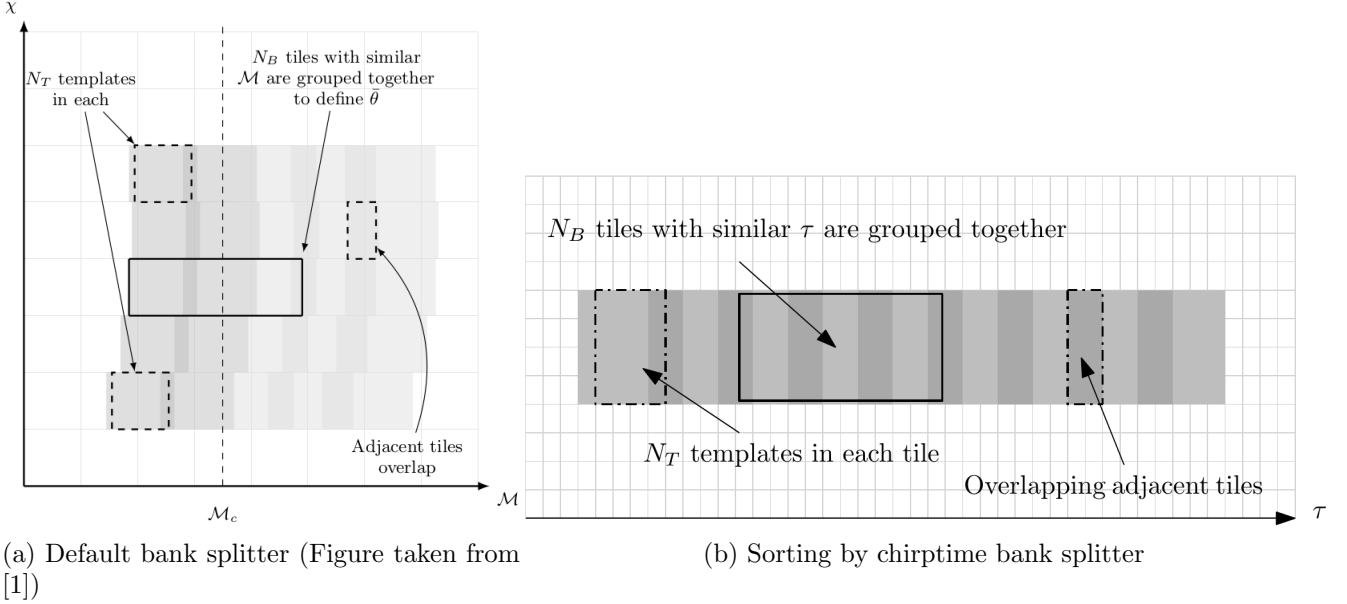 χ
N_T templates
in each
N_B tiles with similar
ℳ are grouped together
to define θ̄
Adjacent tiles
overlap
ℳ_c
ℳ
(a) Default bank splitter (Figure taken from
[1])
N_B tiles with similar τ are grouped together
N_T templates in each tile
Overlapping adjacent tiles
τ
(b) Sorting by chirptime bank splitter